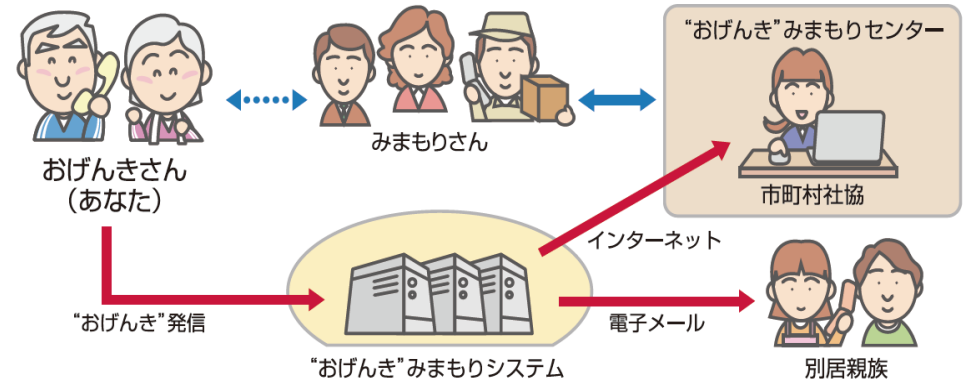 “おげんき”みまもりセンター
みまもりさん
おげんきさん
（あなた）
市町村社協
インターネット
“おげんき”発信
電子メール
“おげんき”みまもりシステム
別居親族